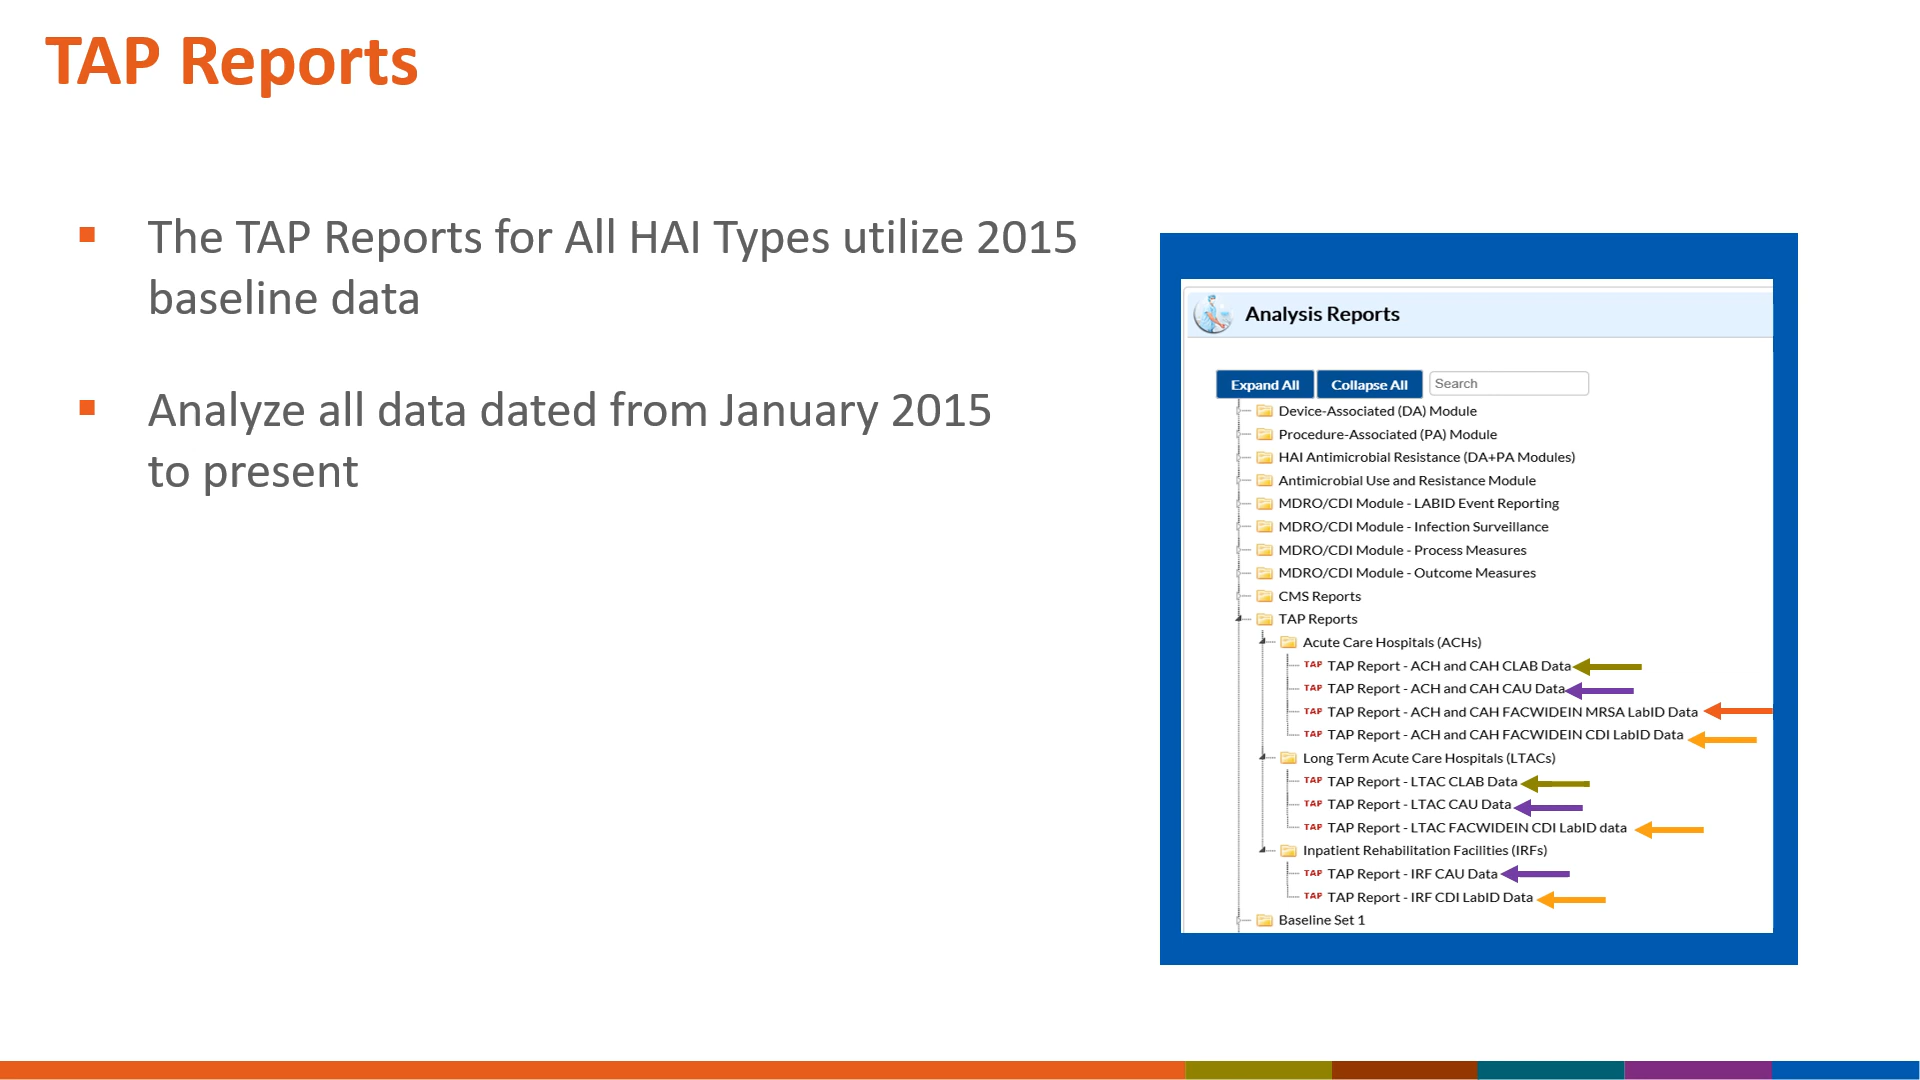 TAP Reports
The TAP Reports for All HAI Types utilize 2015
baseline data
Analyze all data dated from January 2015
to present
Analysis Reports
Expand All Collapse All Search
Device-Associated (DA) Module
Procedure-Associated (PA) Module
HAI Antimicrobial Resistance (DA+PA Modules)
Antimicrobial Use and Resistance Module
MDRO/CDI Module - LABID Event Reporting
MDRO/CDI Module - Infection Surveillance
MDRO/CDI Module - Process Measures
MDRO/CDI Module - Outcome Measures
CMS Reports
TAP Reports
Acute Care Hospitals (ACHs)
TAP TAP Report - ACH and CAH CLAB Data
TAP TAP Report - ACH and CAH CAU Data
TAP TAP Report - ACH and CAH FACWIDEIN MRSA LabID Data
TAP TAP Report - ACH and CAH FACWIDEIN CDI LabID Data
Long Term Acute Care Hospitals (LTACs)
TAP TAP Report - LTAC CLAB Data
TAP TAP Report - LTAC CAU Data
TAP TAP Report - LTAC FACWIDEIN CDI LabID data
Inpatient Rehabilitation Facilities (IRFs)
TAP TAP Report - IRF CAU Data
TAP TAP Report - IRF CDI LabID Data
Baseline Set 1